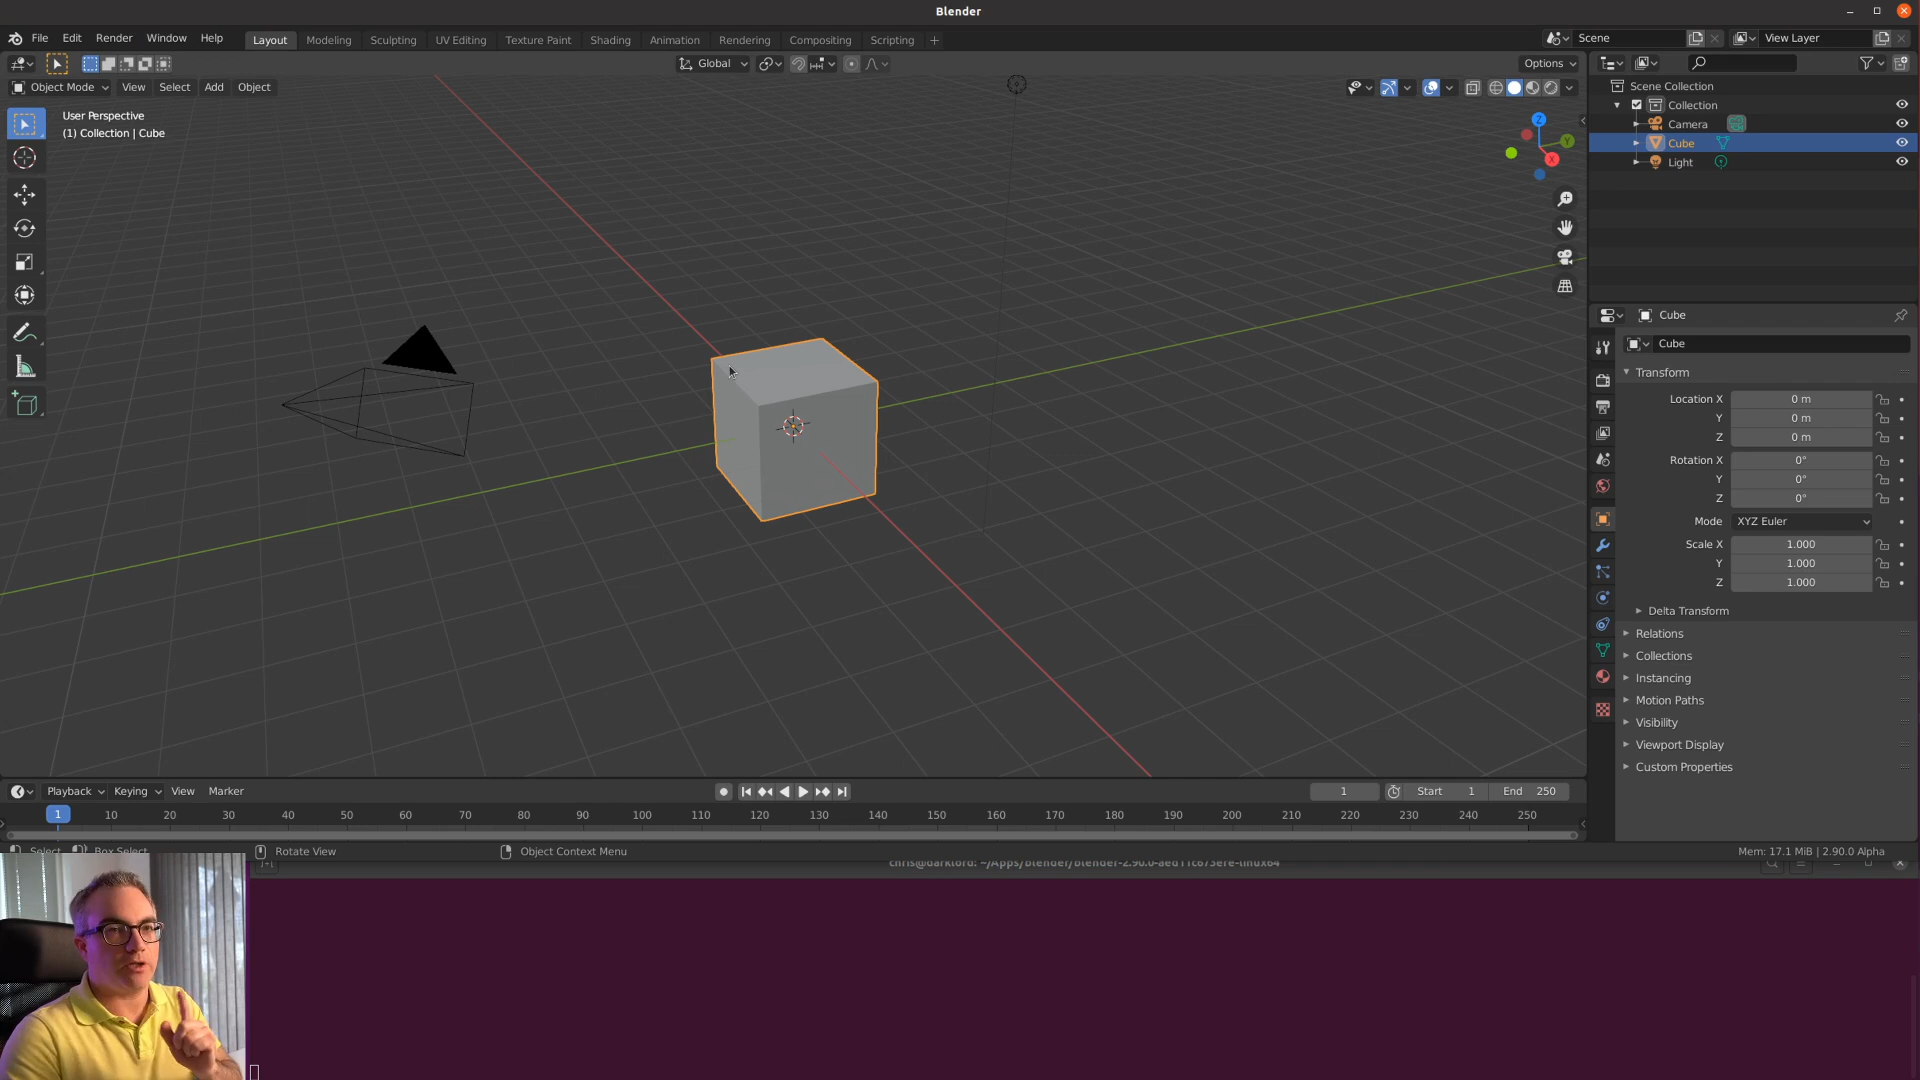 Blender
File Edit Render Window Help
Layout Modeling Sculpting UV Editing Texture Paint Shading Animation Rendering Compositing Scripting +
Scene
View Layer
Global
Options
Object Mode View Select Add Object
User Perspective
(1) Collection | Cube
Z
Y
X
Scene Collection
Collection
Camera
Cube
Light
Cube
Cube
Transform
Location X 0 m
Y 0 m
Z 0 m
Rotation X 0°
Y 0°
Z 0°
Mode XYZ Euler
Scale X 1.000
Y 1.000
Z 1.000
Delta Transform
Relations
Collections
Instancing
Motion Paths
Visibility
Viewport Display
Custom Properties
Playback Keying View Marker
1 Start 1 End 250
1 10 20 30 40 50 60 70 80 90 100 110 120 130 140 150 160 170 180 190 200 210 220 230 240 250
Select Box Select Rotate View Object Context Menu
Mem: 17.1 MiB | 2.90.0 Alpha